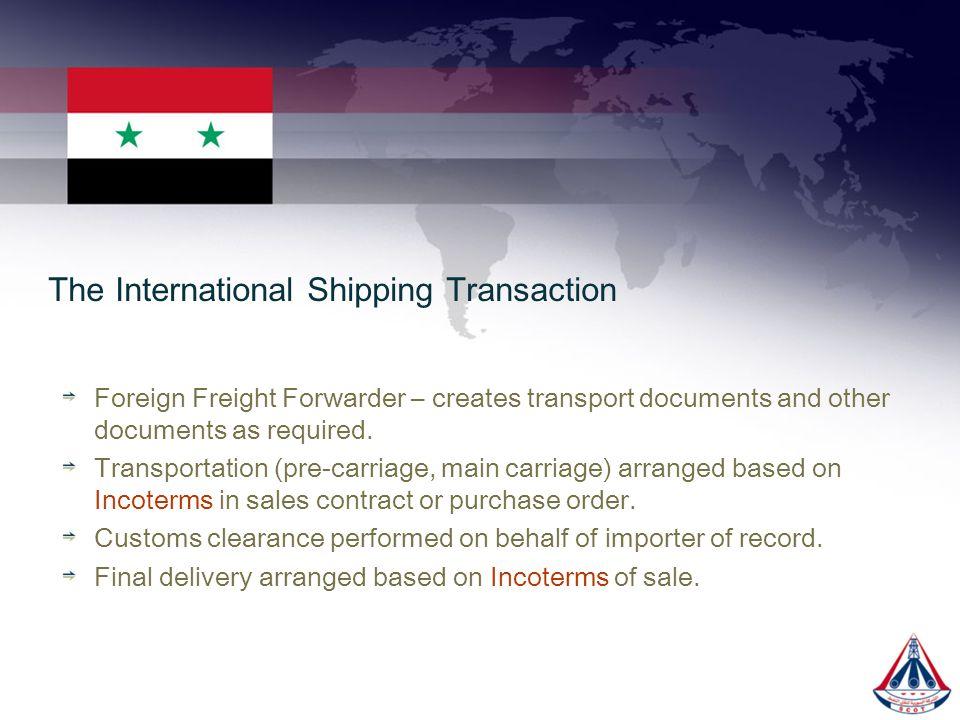 The International Shipping Transaction
Foreign Freight Forwarder – creates transport documents and other
documents as required.
Transportation (pre-carriage, main carriage) arranged based on
Incoterms in sales contract or purchase order.
Customs clearance performed on behalf of importer of record.
Final delivery arranged based on Incoterms of sale.
SCOT